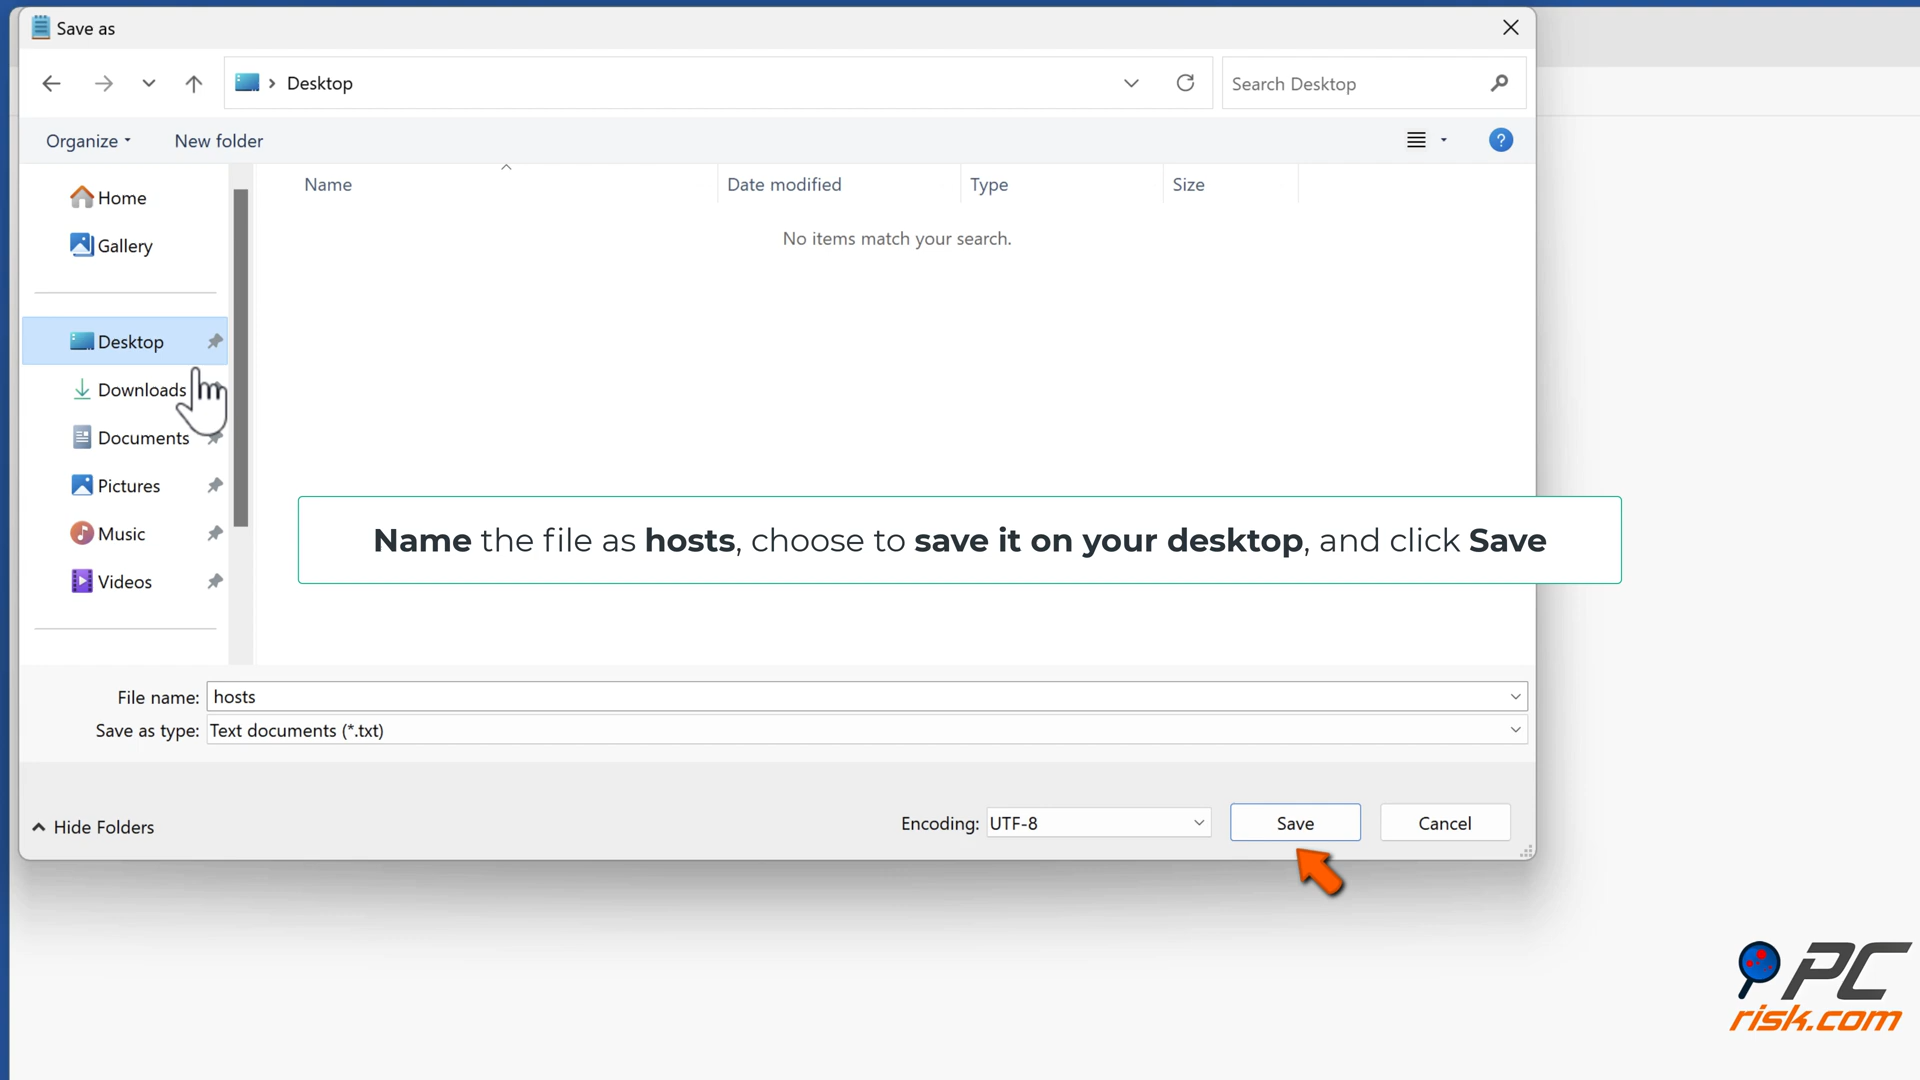 Save as
Desktop
Search Desktop
Organize
New folder
Name
Date modified
Type
Size
No items match your search.
Home
Gallery
Desktop
Downloads
Documents
Pictures
Music
Videos
Name the file as hosts, choose to save it on your desktop, and click Save
File name: hosts
Save as type: Text documents (*.txt)
Hide Folders
Encoding: UTF-8
Save
Cancel
PC
risk.com